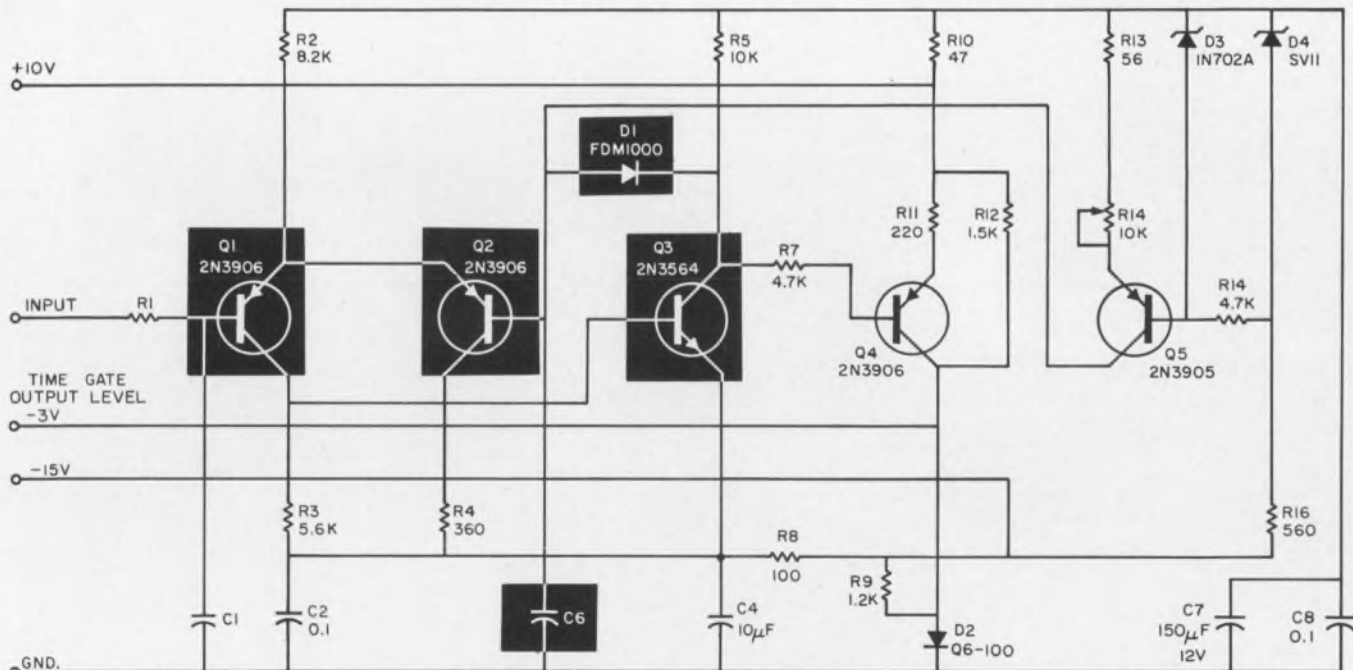 R2
8.2K
R5
10K
R10
47
R13
56
D3
1N702A
D4
SV11
+10V
D1
FDM1000
R11
220
R12
1.5K
R14
10K
Q1
2N3906
Q2
2N3906
Q3
2N3564
R7
4.7K
R14
4.7K
INPUT
R1
Q4
2N3906
Q5
2N3905
TIME GATE
OUTPUT LEVEL
-3V
-15V
R3
5.6K
R4
360
R8
100
R16
560
R9
1.2K
C1
C2
0.1
C6
C4
10μF
D2
Q6-100
C7
150μF
12V
C8
0.1
GND.